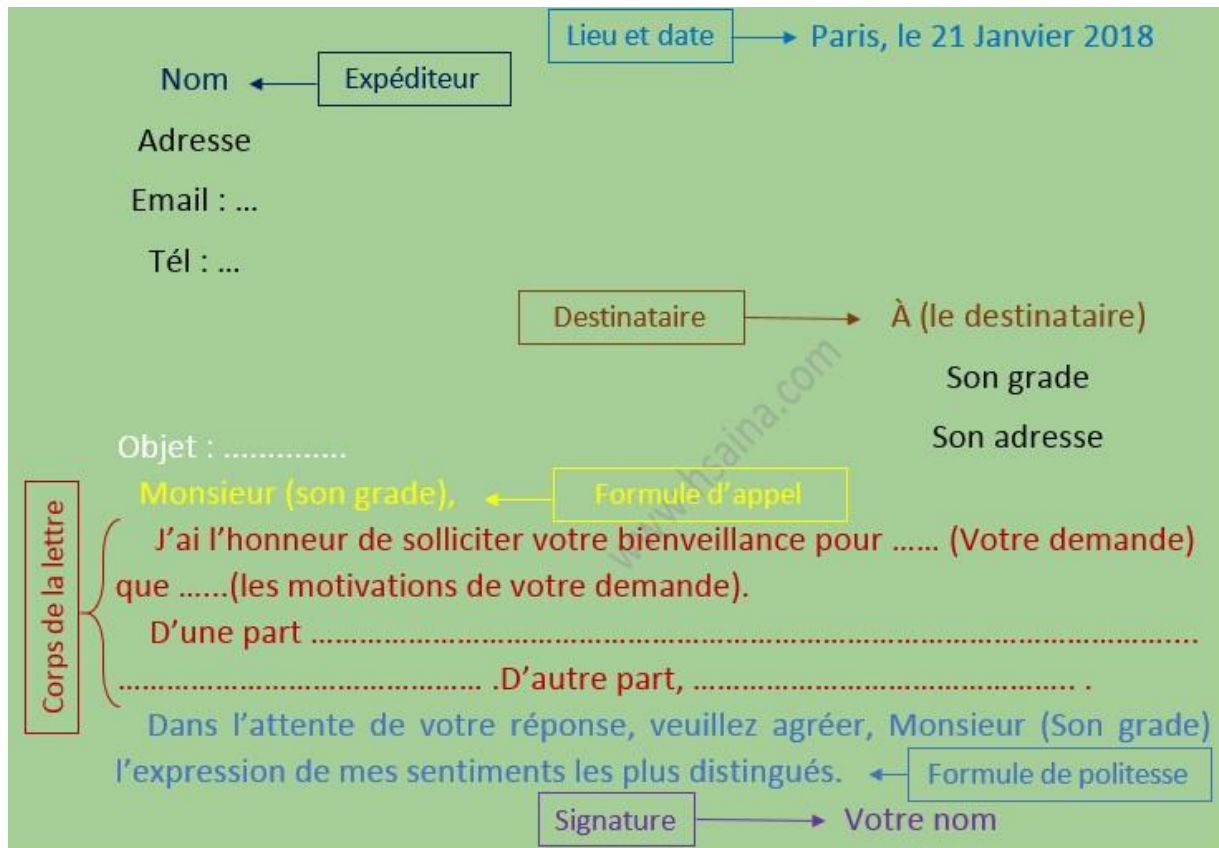 Lieu et date Paris, le 21 Janvier 2018
Nom Expéditeur
Adresse
Email : ...
Tél : ...
Destinataire À (le destinataire)
Son grade
Son adresse
Objet : ..............
Monsieur (son grade), Formule d’appel
Corps de la lettre
J’ai l’honneur de solliciter votre bienveillance pour ...... (Votre demande)
que ......(les motivations de votre demande).
D’une part ..........................................................................................
........................................... .D’autre part, ............................................. .
Dans l’attente de votre réponse, veuillez agréer, Monsieur (Son grade)
l’expression de mes sentiments les plus distingués. Formule de politesse
Signature Votre nom
www.hsaina.com